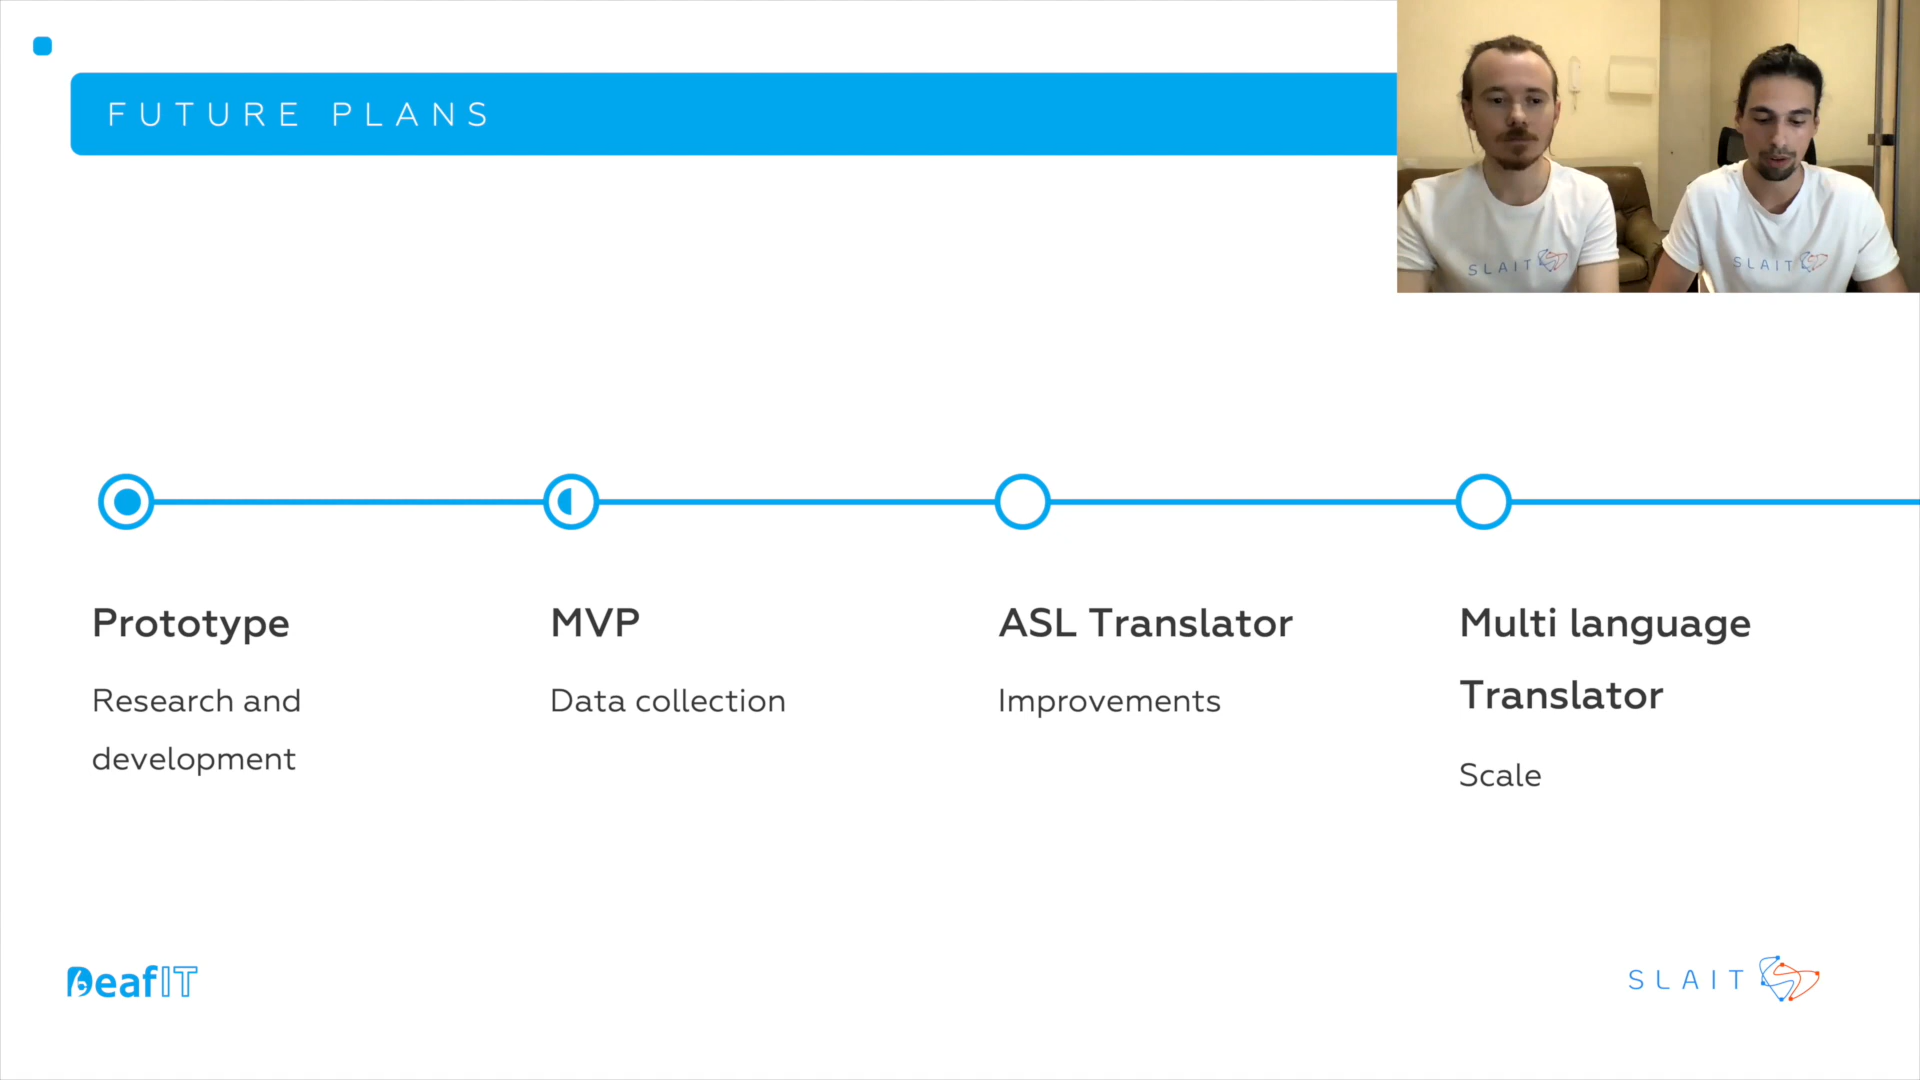 FUTURE PLANS
SLAIT
SLAIT
Prototype
Research and
development
MVP
Data collection
ASL Translator
Improvements
Multi language
Translator
Scale
DeafIT
SLAIT